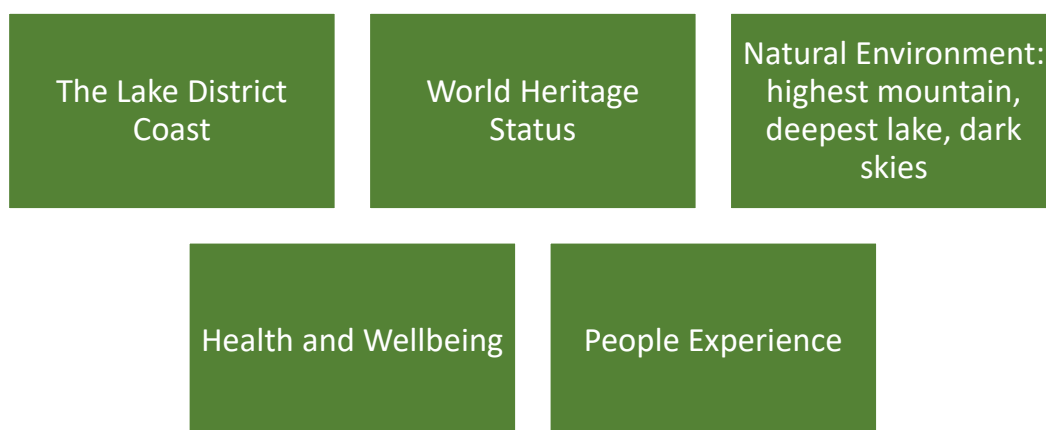 The Lake District
Coast
World Heritage
Status
Natural Environment:
highest mountain,
deepest lake, dark
skies
Health and Wellbeing
People Experience